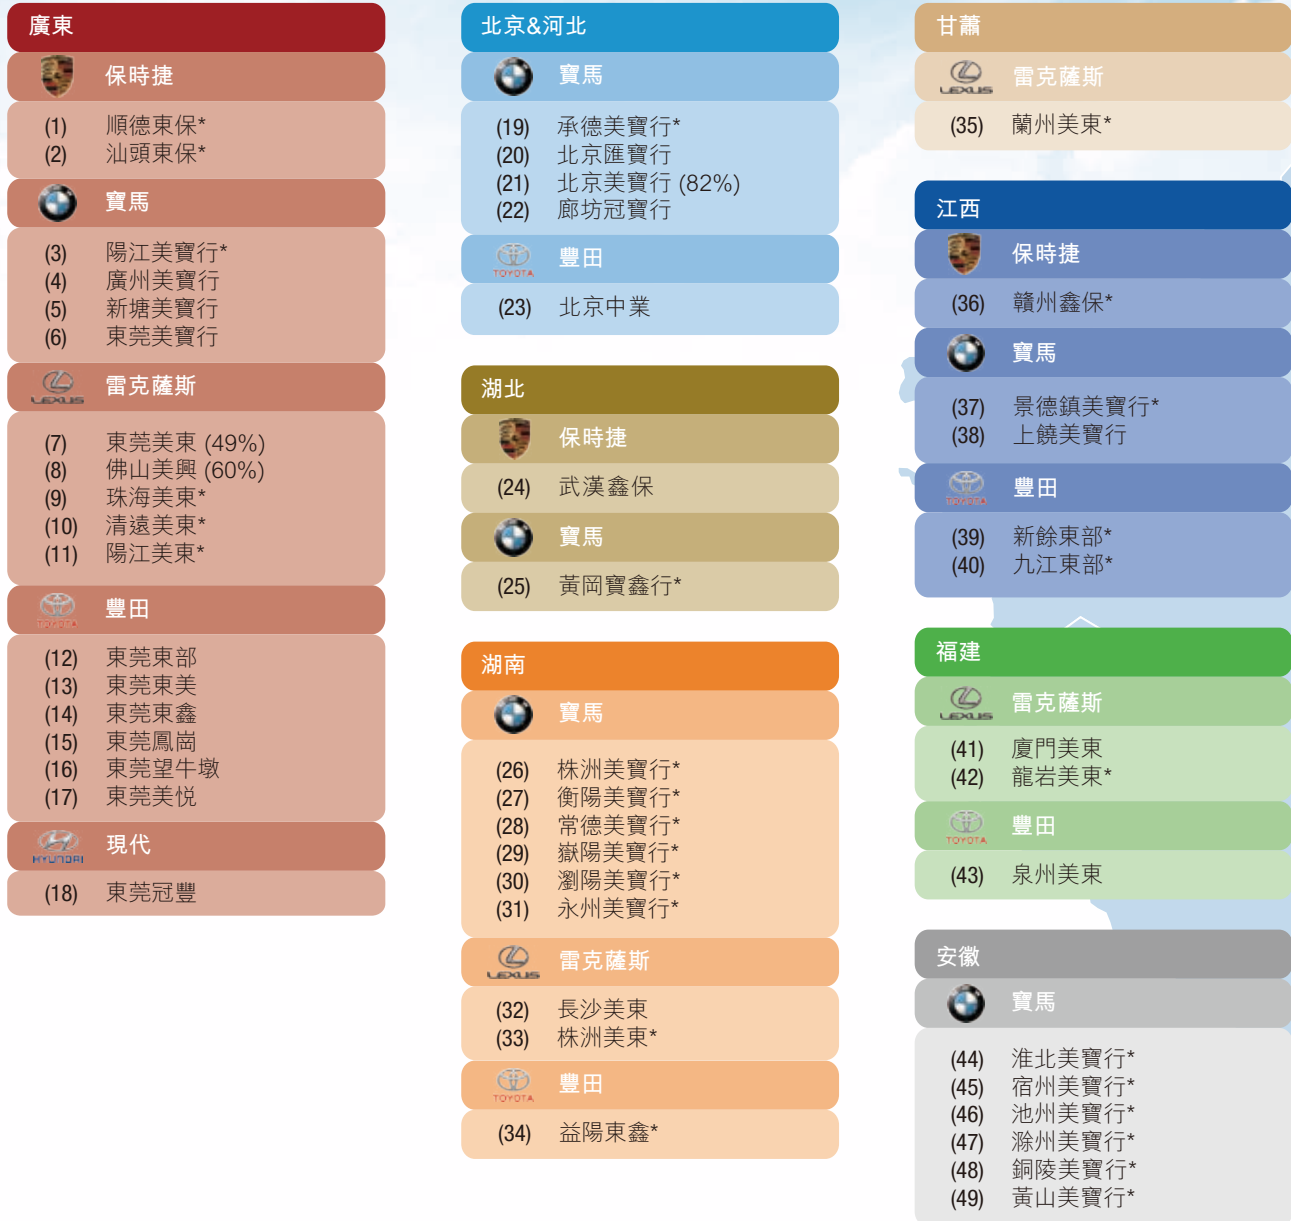 廣東
保時捷
(1) 順德東保*
(2) 汕頭東保*
寶馬
(3) 陽江美寶行*
(4) 廣州美寶行
(5) 新塘美寶行
(6) 東莞美寶行
LEXUS 雷克薩斯
(7) 東莞美東 (49%)
(8) 佛山美興 (60%)
(9) 珠海美東*
(10) 清遠美東*
(11) 陽江美東*
TOYOTA 豐田
(12) 東莞東部
(13) 東莞東美
(14) 東莞東鑫
(15) 東莞鳳崗
(16) 東莞望牛墩
(17) 東莞美悦
HYUNDAI 現代
(18) 東莞冠豐
北京&河北
寶馬
(19) 承德美寶行*
(20) 北京匯寶行
(21) 北京美寶行 (82%)
(22) 廊坊冠寶行
TOYOTA 豐田
(23) 北京中業
湖北
保時捷
(24) 武漢鑫保
寶馬
(25) 黃岡寶鑫行*
湖南
寶馬
(26) 株洲美寶行*
(27) 衡陽美寶行*
(28) 常德美寶行*
(29) 嶽陽美寶行*
(30) 瀏陽美寶行*
(31) 永州美寶行*
LEXUS 雷克薩斯
(32) 長沙美東
(33) 株洲美東*
TOYOTA 豐田
(34) 益陽東鑫*
甘蕭
LEXUS 雷克薩斯
(35) 蘭州美東*
江西
保時捷
(36) 贛州鑫保*
寶馬
(37) 景德鎮美寶行*
(38) 上饒美寶行
TOYOTA 豐田
(39) 新餘東部*
(40) 九江東部*
福建
LEXUS 雷克薩斯
(41) 廈門美東
(42) 龍岩美東*
TOYOTA 豐田
(43) 泉州美東
安徽
寶馬
(44) 淮北美寶行*
(45) 宿州美寶行*
(46) 池州美寶行*
(47) 滁州美寶行*
(48) 銅陵美寶行*
(49) 黃山美寶行*